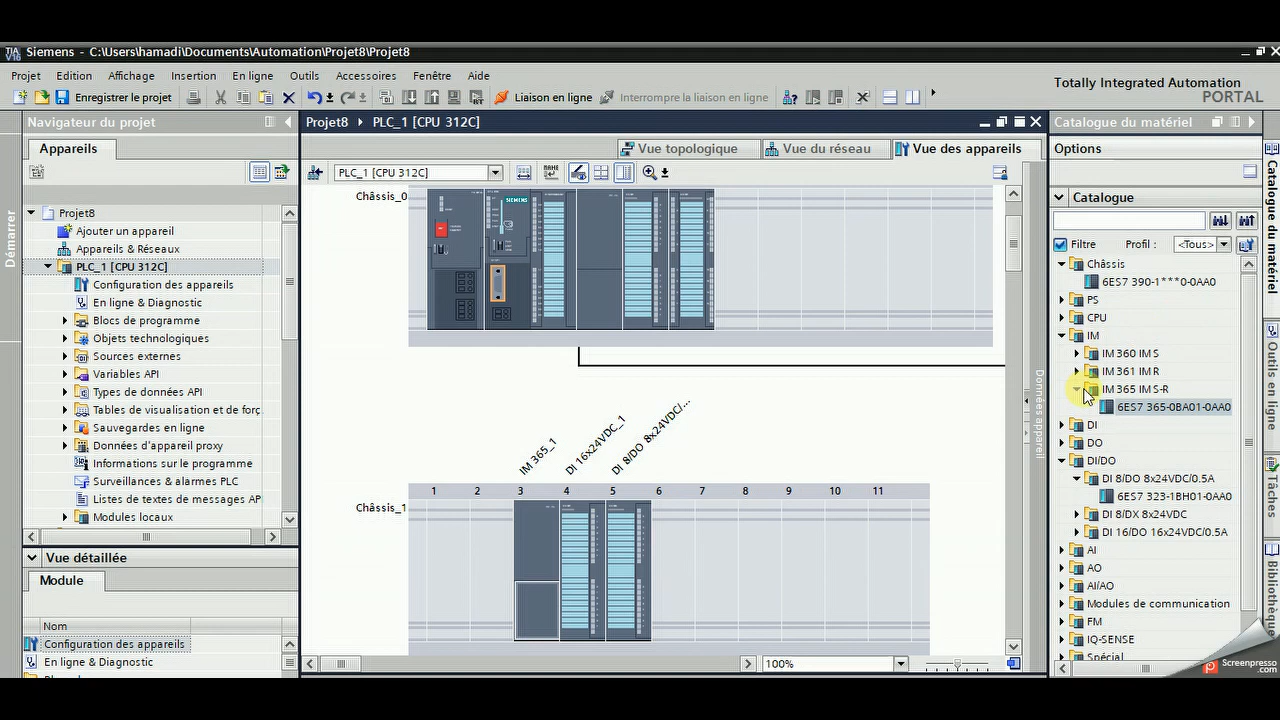 TIA V16 Siemens - C:\Users\hamadi\Documents\Automation\Projet8\Projet8
Projet Edition Affichage Insertion En ligne Outils Accessoires Fenêtre Aide
Totally Integrated Automation
PORTAL
Enregistrer le projet Liaison en ligne Interrompre la liaison en ligne
Navigateur du projet
Appareils
Démarrer
Projet8
Ajouter un appareil
Appareils & Réseaux
PLC_1 [CPU 312C]
Configuration des appareils
En ligne & Diagnostic
Blocs de programme
Objets technologiques
Sources externes
Variables API
Types de données API
Tables de visualisation et de forç
Sauvegardes en ligne
Données d'appareil proxy
Informations sur le programme
Surveillances & alarmes PLC
Listes de textes de messages AP
Modules locaux
Vue détaillée
Module
Nom
Configuration des appareils
En ligne & Diagnostic
Projet8 PLC_1 [CPU 312C]
Vue topologique Vue du réseau Vue des appareils
PLC_1 [CPU 312C]
Châssis_0
SIEMENS
IM 365_1
DI 16x24VDC_1
DI 8/DO 8x24VDC/...
1 2 3 4 5 6 7 8 9 10 11
Châssis_1
100%
Données appareil
Catalogue du matériel
Options
Catalogue
Filtre Profil : <Tous>
Châssis
6ES7 390-1***0-0AA0
PS
CPU
IM
IM 360 IM S
IM 361 IM R
IM 365 IM S-R
6ES7 365-0BA01-0AA0
DI
DO
DI/DO
DI 8/DO 8x24VDC/0.5A
6ES7 323-1BH01-0AA0
DI 8/DX 8x24VDC
DI 16/DO 16x24VDC/0.5A
AI
AO
AI/AO
Modules de communication
FM
IQ-SENSE
Spécial
Catalogue du matériel
Outils en ligne
Tâches
Bibliothèque
Screenpresso
.com